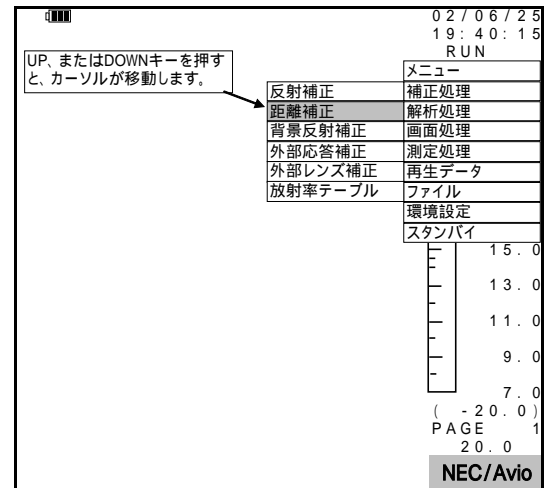 02/06/25
19:40:15
RUN
UP、またはDOWNキーを押す
と、カーソルが移動します。
メニュー
反射補正
補正処理
距離補正
解析処理
背景反射補正
画面処理
外部応答補正
測定処理
外部レンズ補正
再生データ
放射率テーブル
ファイル
環境設定
スタンバイ
15.0
13.0
11.0
9.0
7.0
( -20.0)
PAGE 1
20.0
NEC/Avio